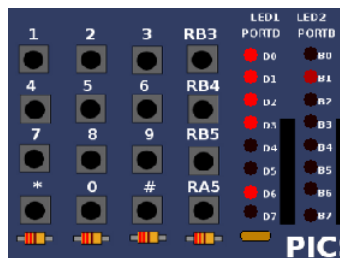 LED1 LED2
PORTD PORTB
1 2 3 RB3
D0 B0
D1 B1
4 5 6 RB4
D2 B2
D3 B3
7 8 9 RB5
D4 B4
D5 B5
* 0 # RA5
D6 B6
D7 B7
PIC